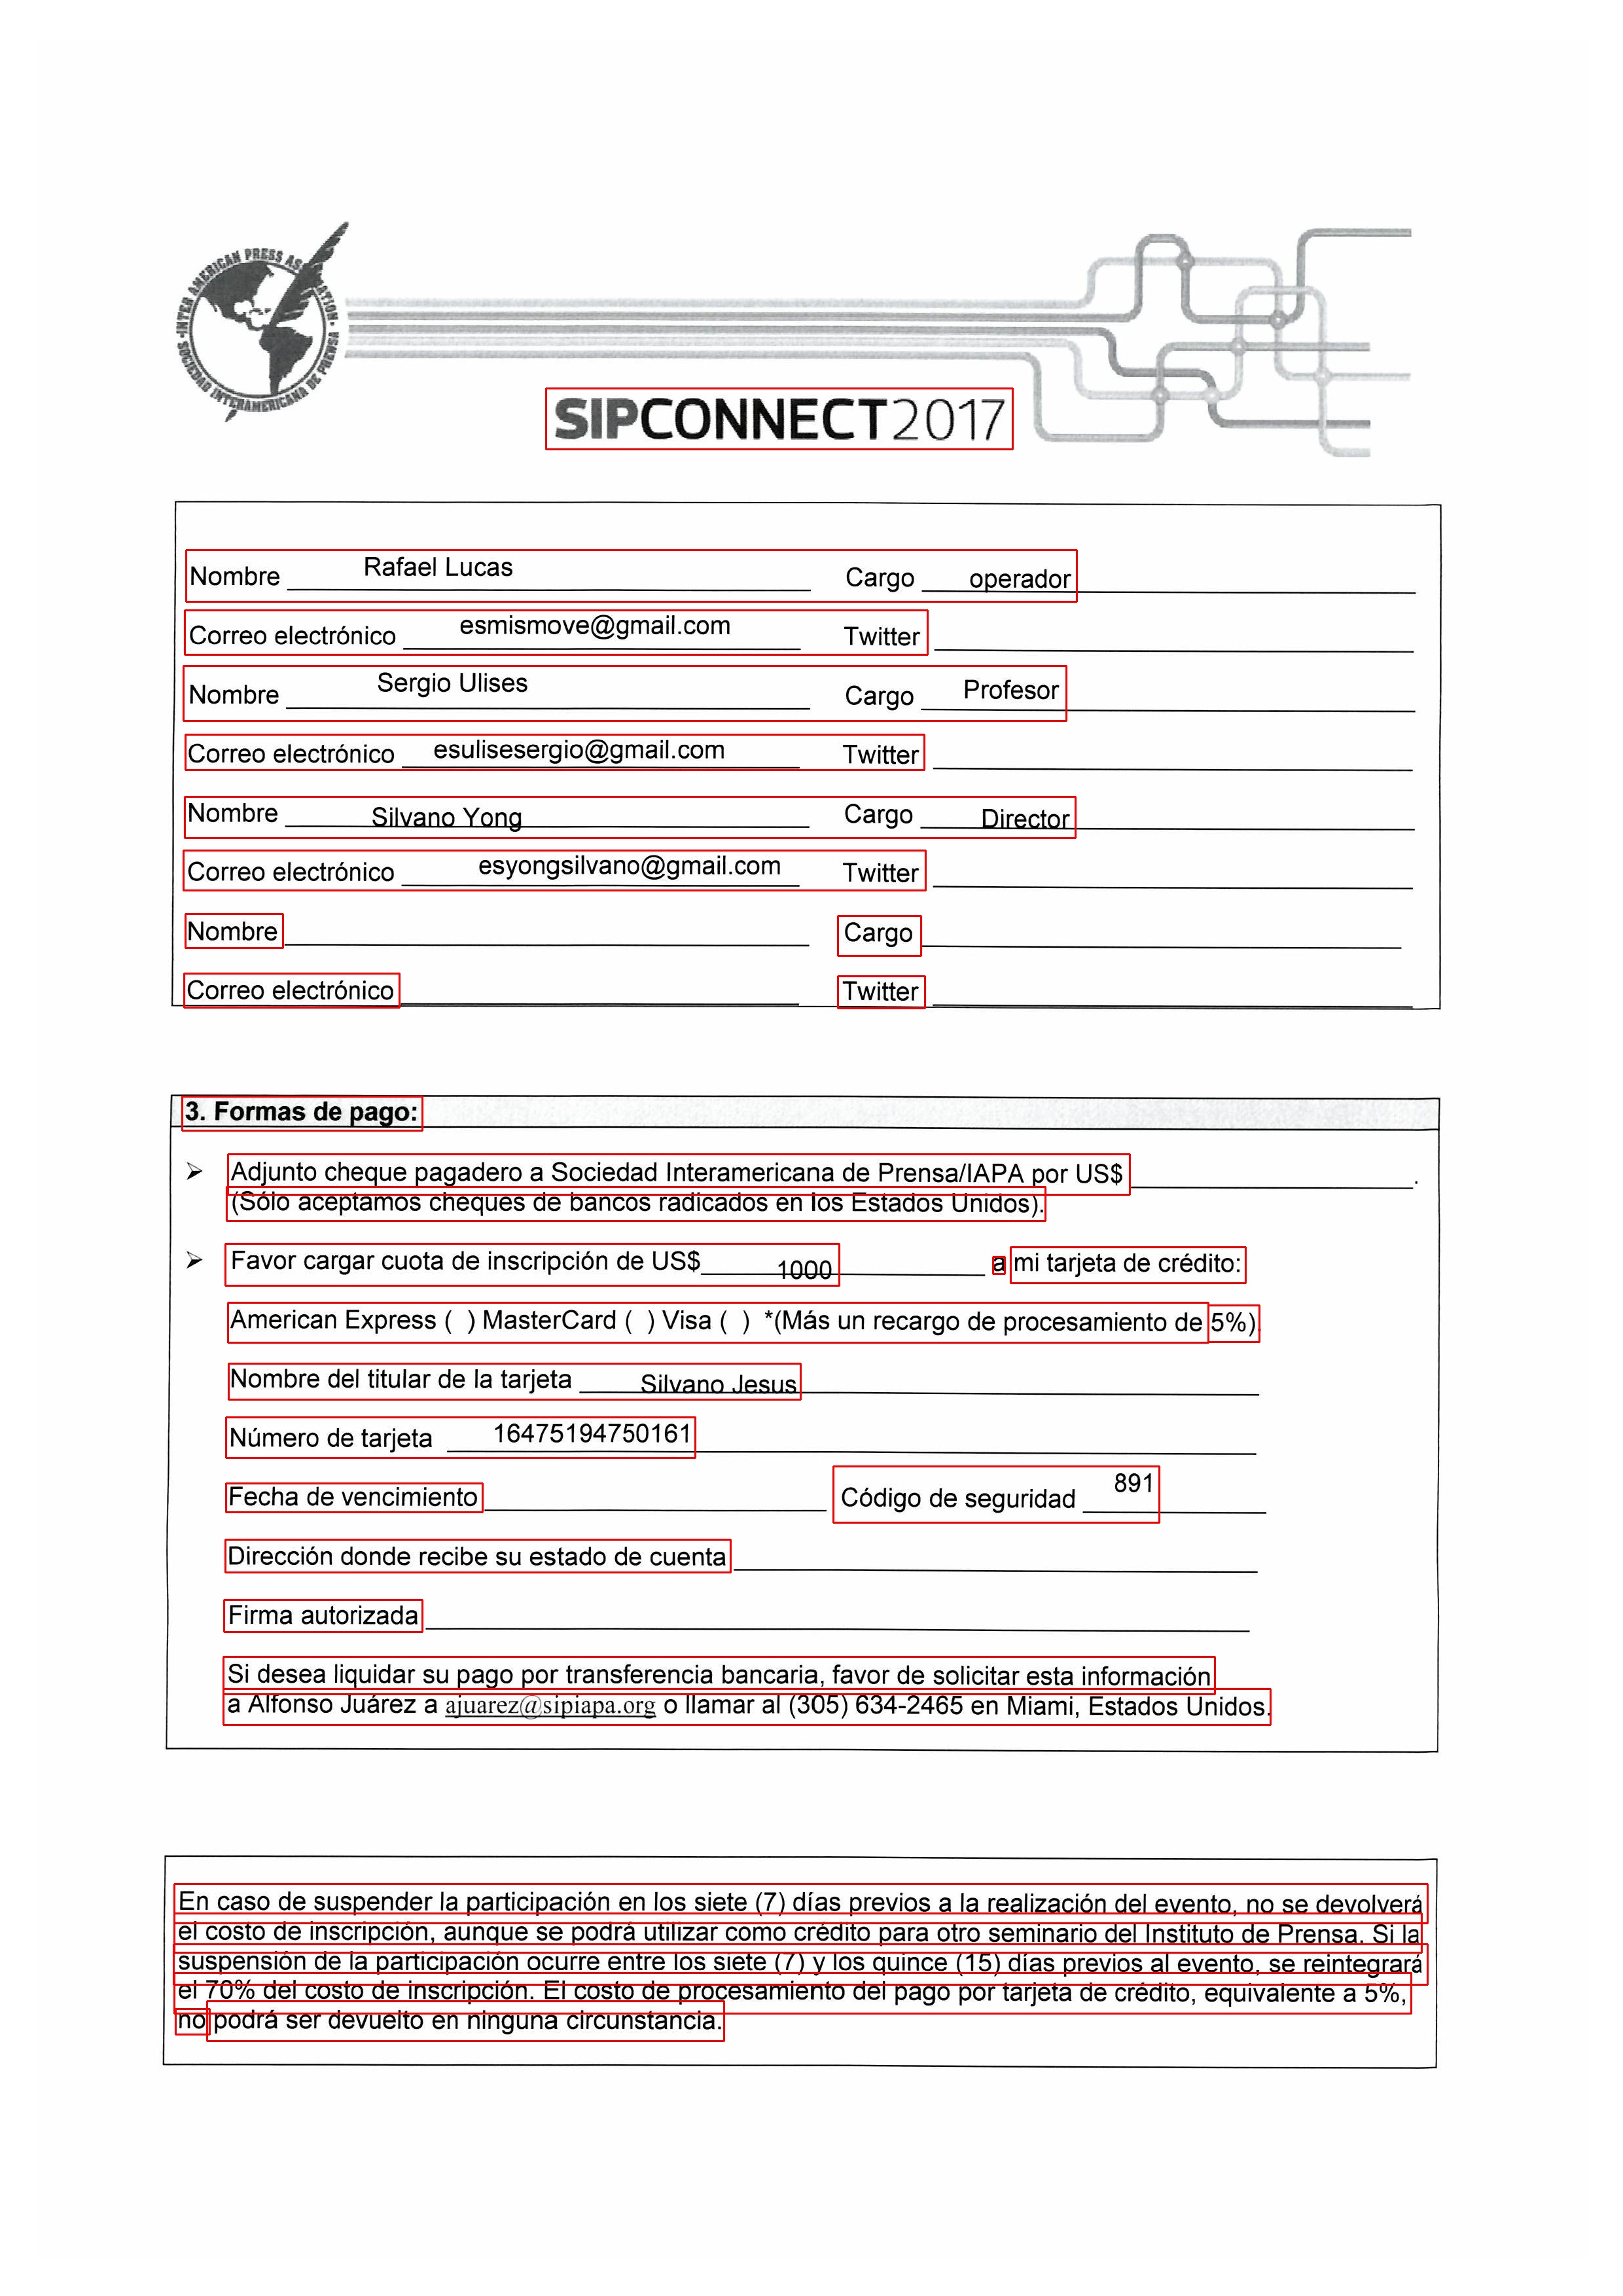 INTER AMERICAN PRESS ASSOCIATION
SOCIEDAD INTERAMERICANA DE PRENSA
SIPCONNECT2017
Nombre Rafael Lucas Cargo operador
Correo electrónico esmismove@gmail.com Twitter
Nombre Sergio Ulises Cargo Profesor
Correo electrónico esulisesergio@gmail.com Twitter
Nombre Silvano Yong Cargo Director
Correo electrónico esyongsilvano@gmail.com Twitter
Nombre Cargo
Correo electrónico Twitter
3. Formas de pago:
➢ Adjunto cheque pagadero a Sociedad Interamericana de Prensa/IAPA por US$ .
(Sólo aceptamos cheques de bancos radicados en los Estados Unidos).
➢ Favor cargar cuota de inscripción de US$ 1000 a mi tarjeta de crédito:
American Express ( ) MasterCard ( ) Visa ( ) *(Más un recargo de procesamiento de 5%)
Nombre del titular de la tarjeta Silvano Jesus
Número de tarjeta 16475194750161
Fecha de vencimiento Código de seguridad 891
Dirección donde recibe su estado de cuenta
Firma autorizada
Si desea liquidar su pago por transferencia bancaria, favor de solicitar esta información
a Alfonso Juárez a ajuarez@sipiapa.org o llamar al (305) 634-2465 en Miami, Estados Unidos.
En caso de suspender la participación en los siete (7) días previos a la realización del evento, no se devolverá
el costo de inscripción, aunque se podrá utilizar como crédito para otro seminario del Instituto de Prensa. Si la
suspensión de la participación ocurre entre los siete (7) y los quince (15) días previos al evento, se reintegrará
el 70% del costo de inscripción. El costo de procesamiento del pago por tarjeta de crédito, equivalente a 5%,
no podrá ser devuelto en ninguna circunstancia.